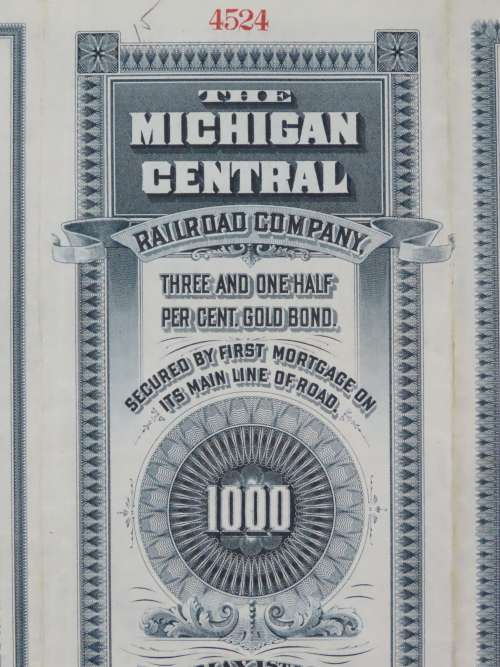 15
4524
THE
MICHIGAN
CENTRAL
RAILROAD COMPANY,
THREE AND ONE HALF
PER CENT. GOLD BOND.
SECURED BY FIRST MORTGAGE ON
ITS MAIN LINE OF ROAD,
1000